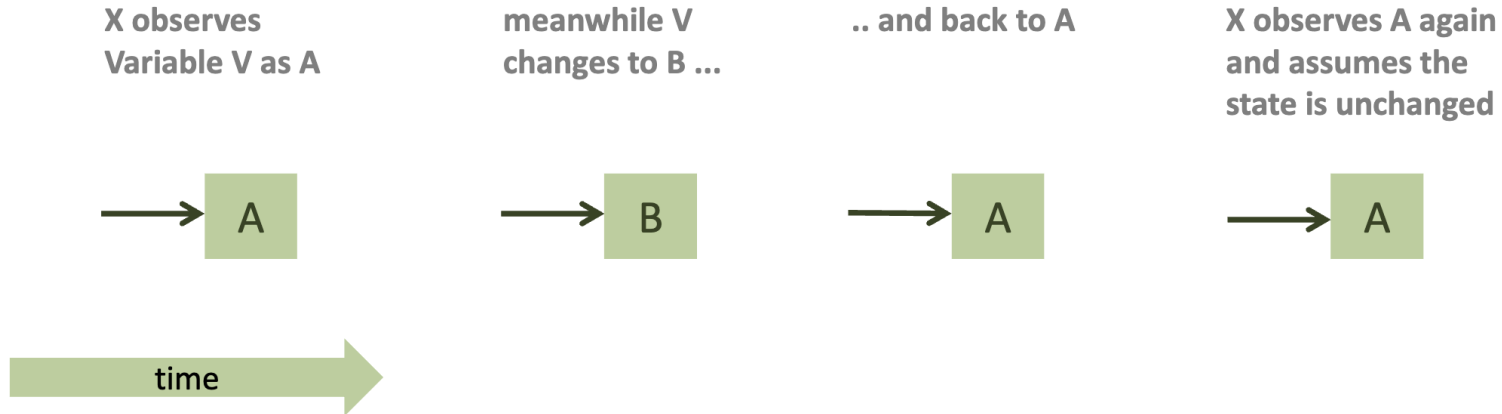 X observes
Variable V as A
meanwhile V
changes to B ...
.. and back to A
X observes A again
and assumes the
state is unchanged
A
B
A
A
time